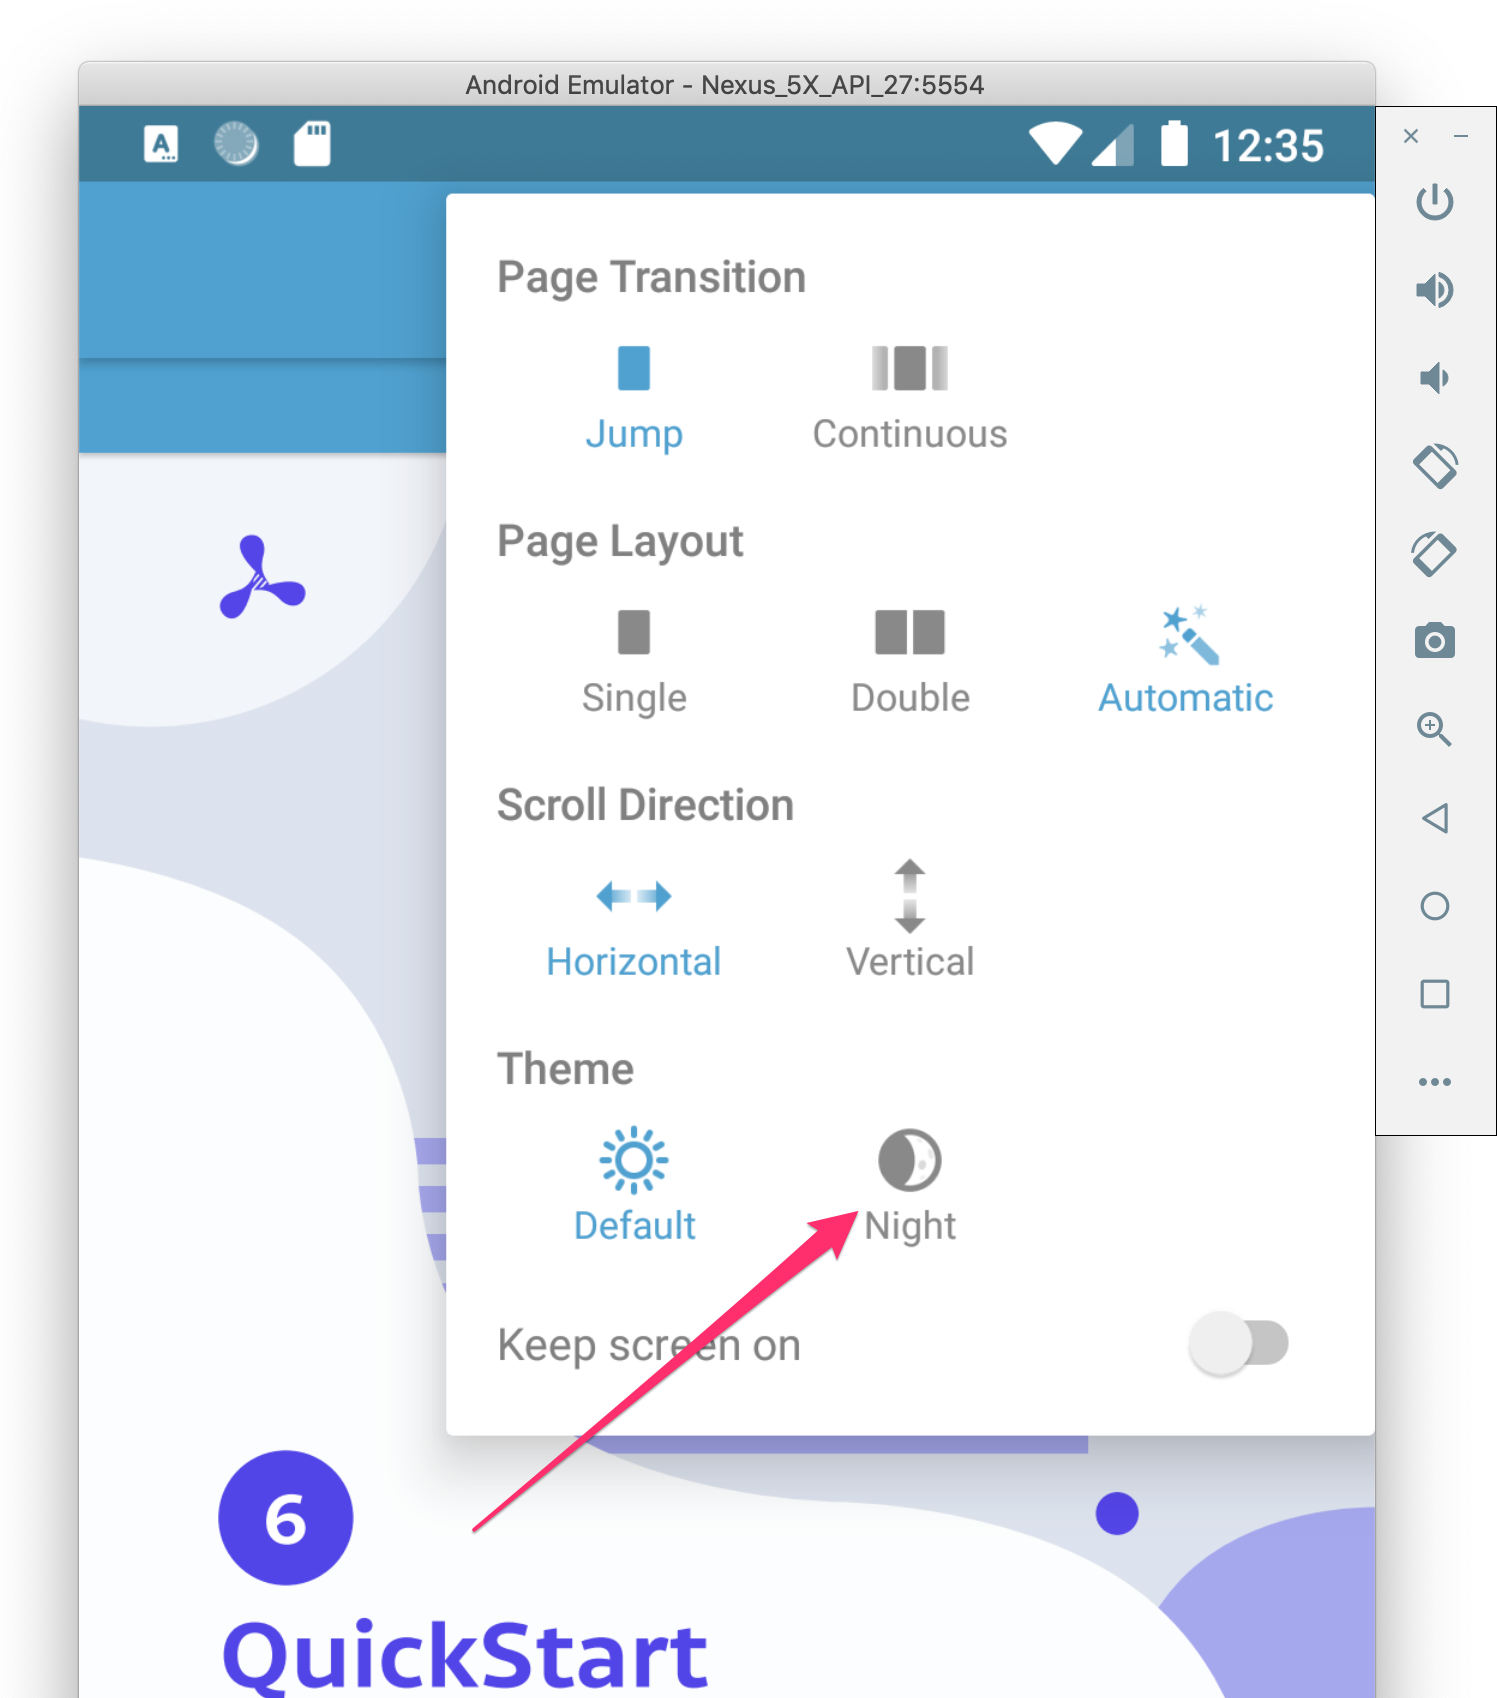 Android Emulator - Nexus_5X_API_27:5554
A
12:35
Page Transition
Jump Continuous
Page Layout
Single Double Automatic
Scroll Direction
Horizontal Vertical
Theme
Default Night
Keep screen on
6
QuickStart